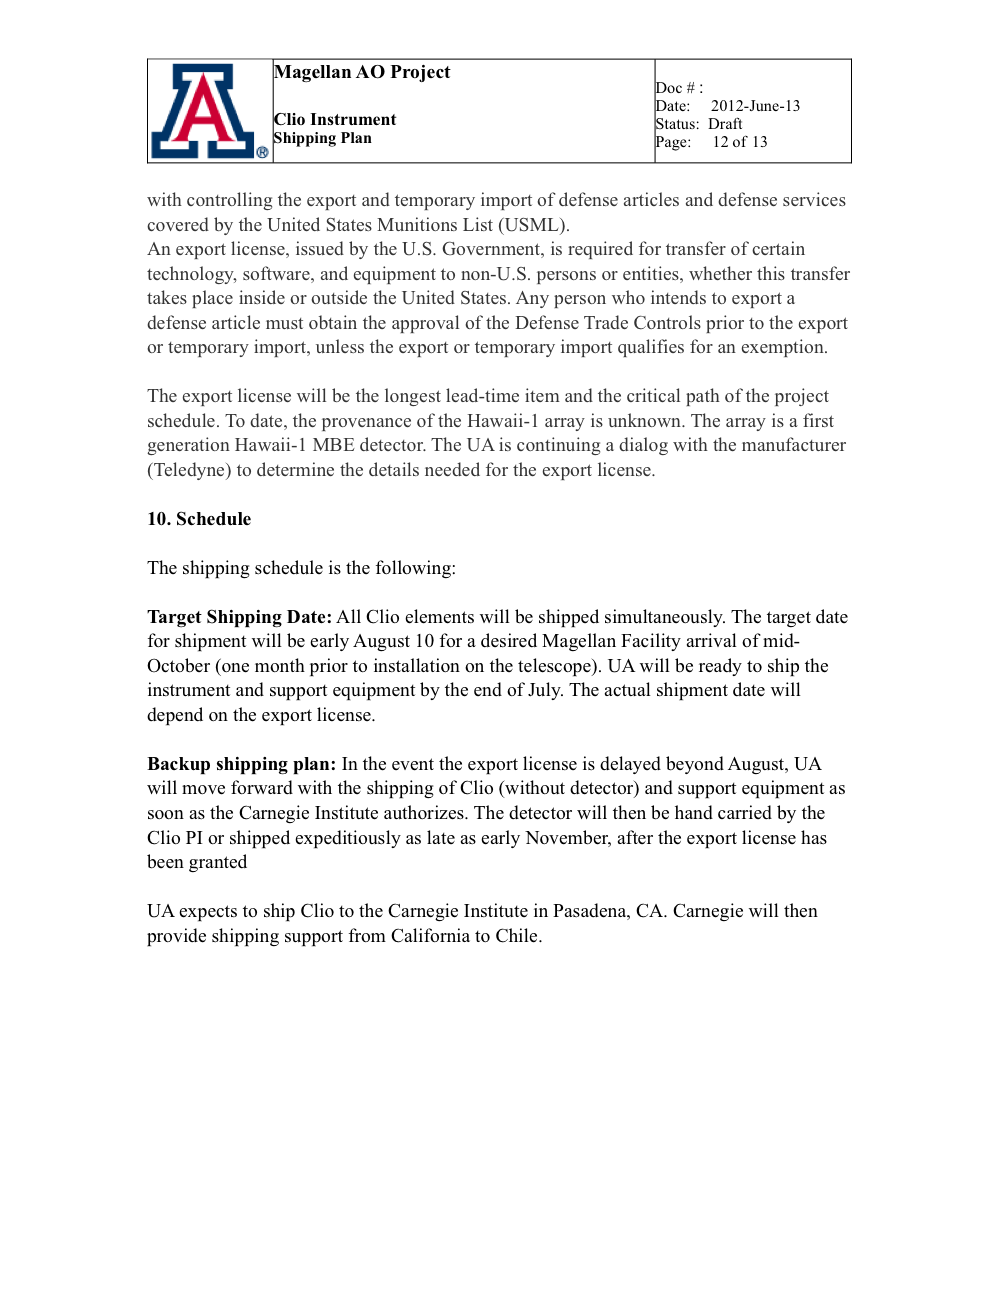 Magellan AO Project
Clio Instrument
Shipping Plan
Doc # :
Date: 2012-June-13
Status: Draft
Page: 12 of 13
A
®
with controlling the export and temporary import of defense articles and defense services
covered by the United States Munitions List (USML).
An export license, issued by the U.S. Government, is required for transfer of certain
technology, software, and equipment to non-U.S. persons or entities, whether this transfer
takes place inside or outside the United States. Any person who intends to export a
defense article must obtain the approval of the Defense Trade Controls prior to the export
or temporary import, unless the export or temporary import qualifies for an exemption.
The export license will be the longest lead-time item and the critical path of the project
schedule. To date, the provenance of the Hawaii-1 array is unknown. The array is a first
generation Hawaii-1 MBE detector. The UA is continuing a dialog with the manufacturer
(Teledyne) to determine the details needed for the export license.
10. Schedule
The shipping schedule is the following:
Target Shipping Date: All Clio elements will be shipped simultaneously. The target date
for shipment will be early August 10 for a desired Magellan Facility arrival of mid-
October (one month prior to installation on the telescope). UA will be ready to ship the
instrument and support equipment by the end of July. The actual shipment date will
depend on the export license.
Backup shipping plan: In the event the export license is delayed beyond August, UA
will move forward with the shipping of Clio (without detector) and support equipment as
soon as the Carnegie Institute authorizes. The detector will then be hand carried by the
Clio PI or shipped expeditiously as late as early November, after the export license has
been granted
UA expects to ship Clio to the Carnegie Institute in Pasadena, CA. Carnegie will then
provide shipping support from California to Chile.